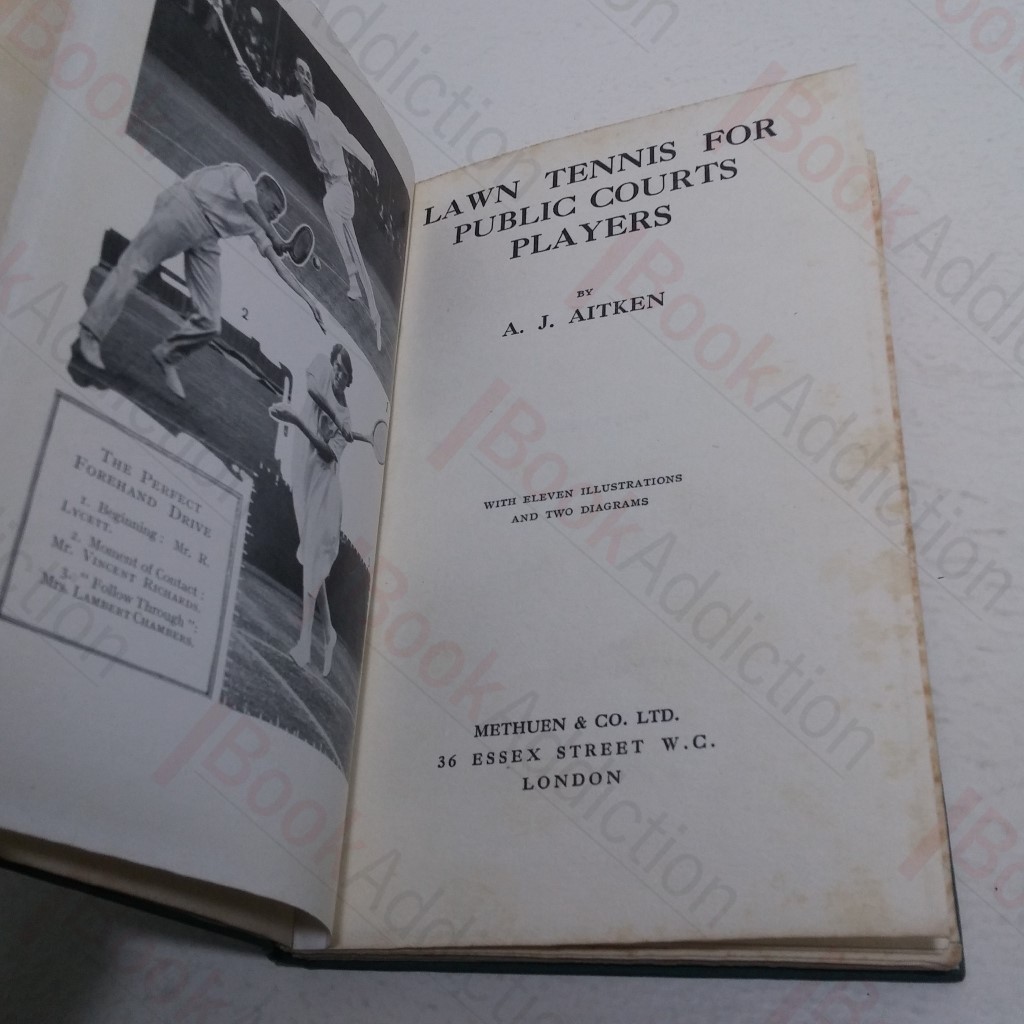 2
THE PERFECT
FOREHAND DRIVE
1. Beginning: Mr. R.
LYCETT.
2. Moment of Contact:
Mr. VINCENT RICHARDS.
3. "Follow Through":
Mrs. LAMBERT CHAMBERS.
LAWN TENNIS FOR
PUBLIC COURTS
PLAYERS
BY
A. J. AITKEN
WITH ELEVEN ILLUSTRATIONS
AND TWO DIAGRAMS
METHUEN & CO. LTD.
36 ESSEX STREET W.C.
LONDON
BookAddiction